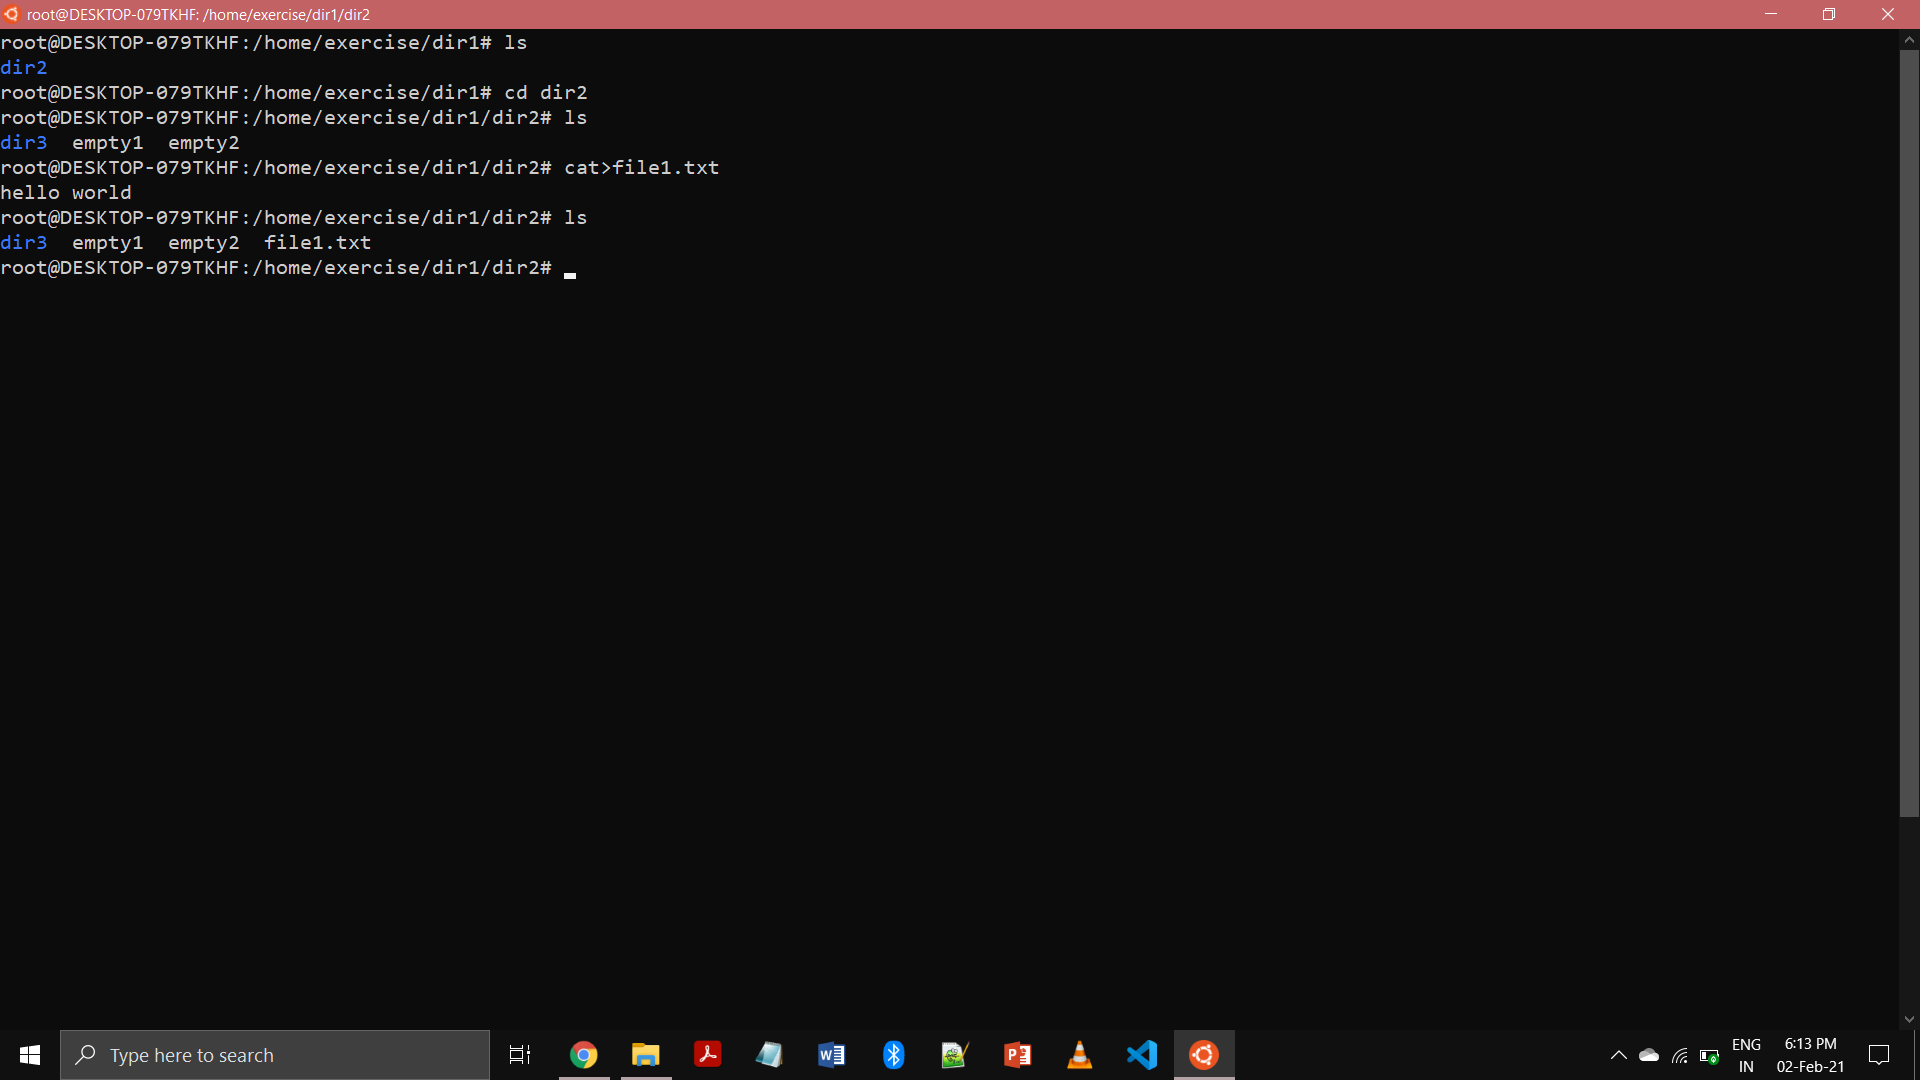 root@DESKTOP-079TKHF: /home/exercise/dir1/dir2
root@DESKTOP-079TKHF:/home/exercise/dir1# ls
dir2
root@DESKTOP-079TKHF:/home/exercise/dir1# cd dir2
root@DESKTOP-079TKHF:/home/exercise/dir1/dir2# ls
dir3  empty1  empty2
root@DESKTOP-079TKHF:/home/exercise/dir1/dir2# cat>file1.txt
hello world
root@DESKTOP-079TKHF:/home/exercise/dir1/dir2# ls
dir3  empty1  empty2  file1.txt
root@DESKTOP-079TKHF:/home/exercise/dir1/dir2#
Type here to search
ENG
IN
6:13 PM
02-Feb-21